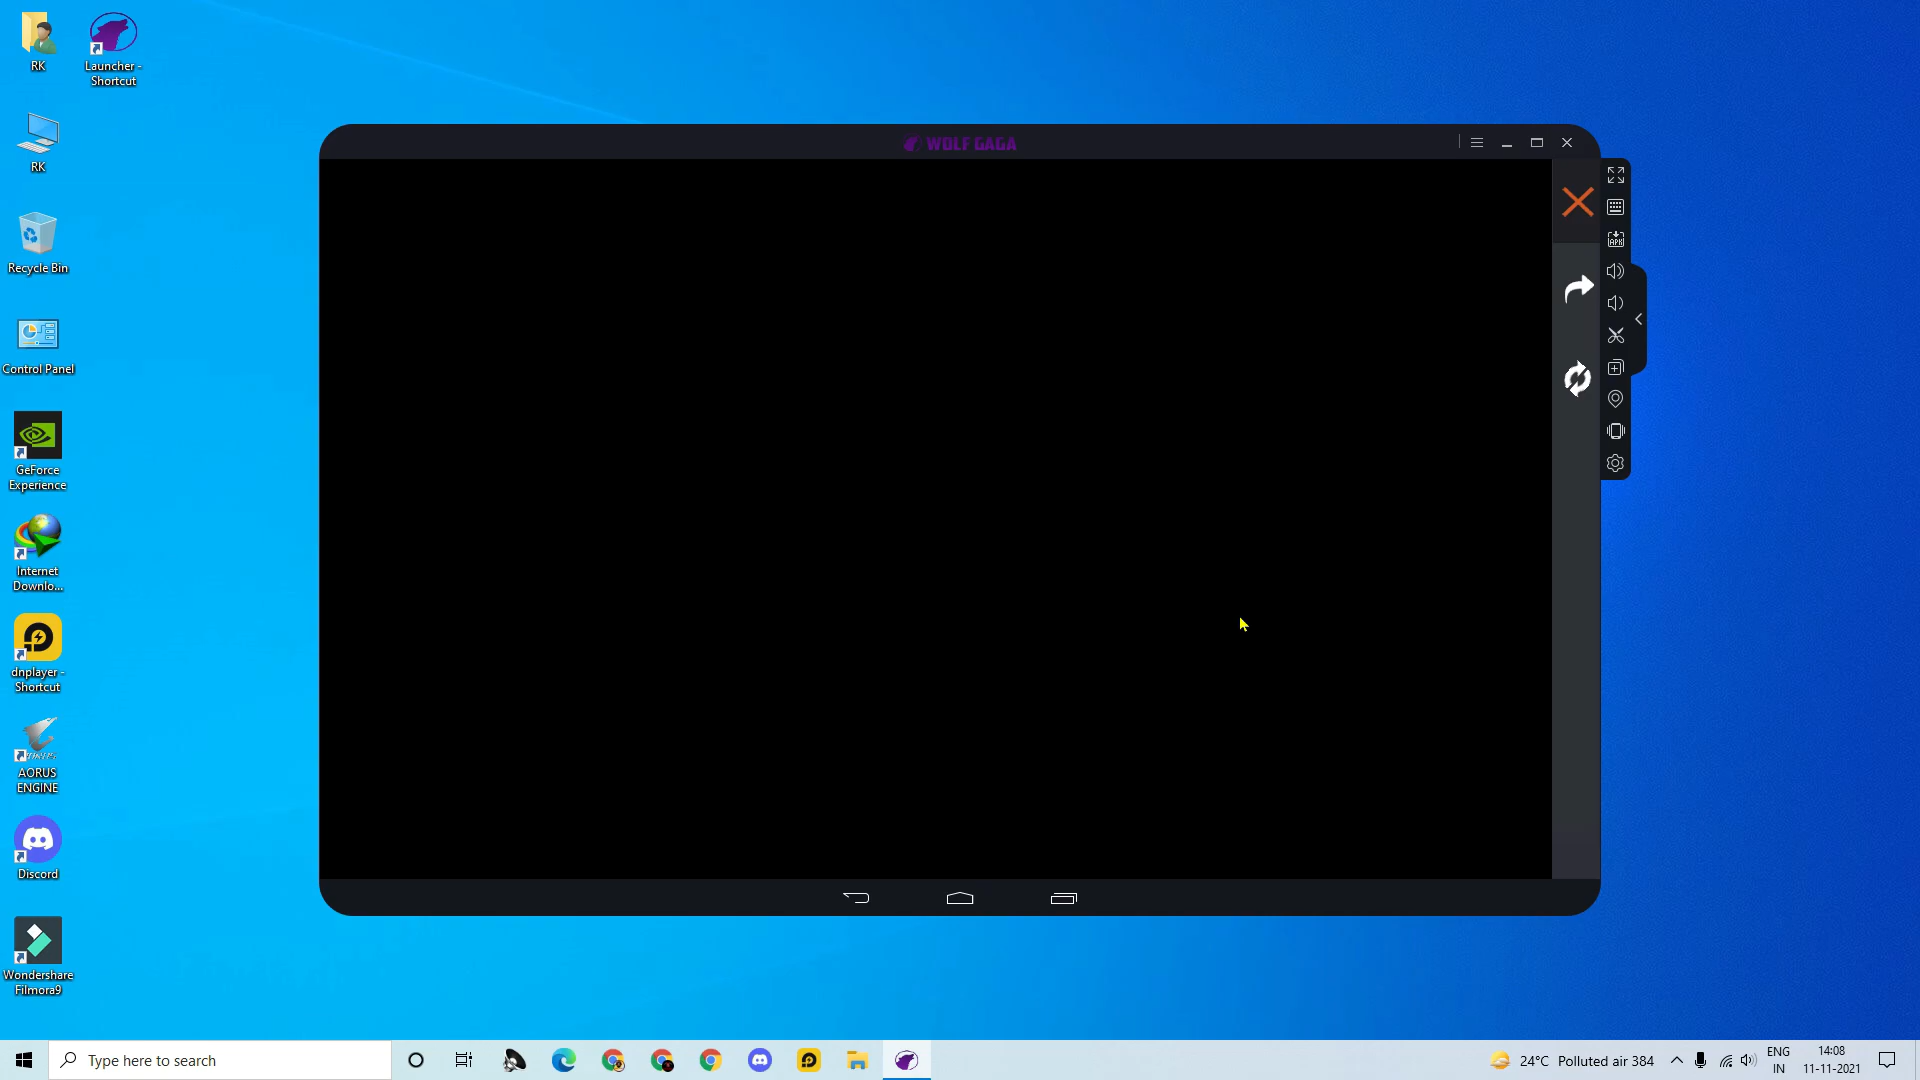 RK
Launcher -
Shortcut
WOLF GAGA
RK
APK
Recycle Bin
Control Panel
GeForce
Experience
Internet
Downlo...
dnplayer -
Shortcut
AORUS
ENGINE
Discord
Wondershare
Filmora9
Type here to search
24°C Polluted air 384
ENG
IN
14:08
11-11-2021